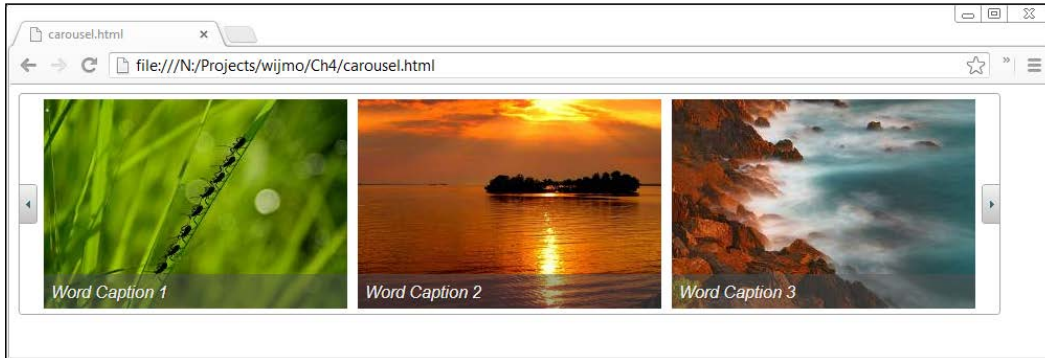 carousel.html
file:///N:/Projects/wijmo/Ch4/carousel.html
Word Caption 1
Word Caption 2
Word Caption 3